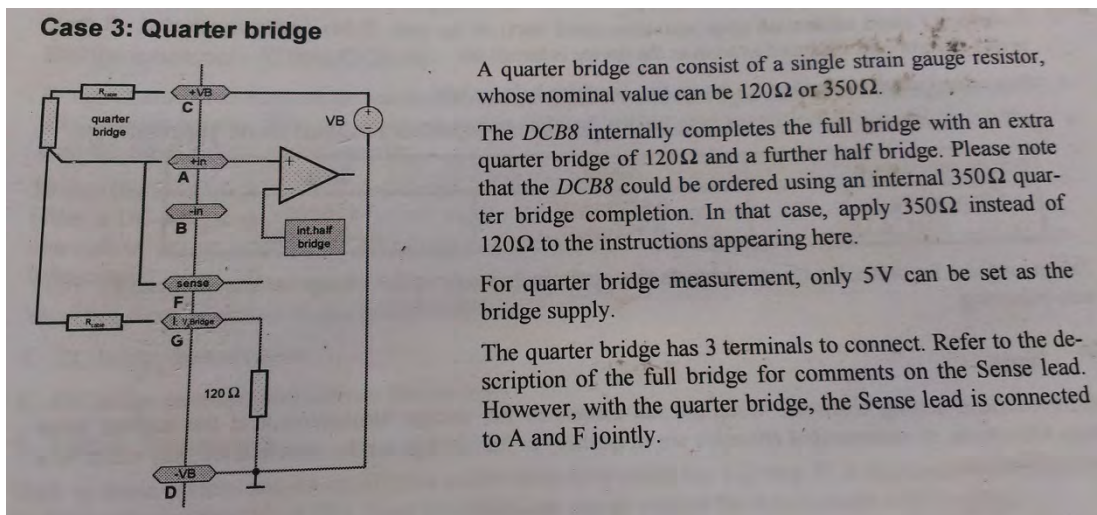 Case 3: Quarter bridge
A quarter bridge can consist of a single strain gauge resistor,
whose nominal value can be 120Ω or 350Ω.
The DCB8 internally completes the full bridge with an extra
quarter bridge of 120Ω and a further half bridge. Please note
that the DCB8 could be ordered using an internal 350Ω quar-
ter bridge completion. In that case, apply 350Ω instead of
120Ω to the instructions appearing here.
For quarter bridge measurement, only 5V can be set as the
bridge supply.
The quarter bridge has 3 terminals to connect. Refer to the de-
scription of the full bridge for comments on the Sense lead.
However, with the quarter bridge, the Sense lead is connected
to A and F jointly.
Rcable
+VB
C
quarter
bridge
VB
+
−
+in
A
+
−
-in
B
int.half
bridge
sense
F
Rcable
G
120 Ω
-VB
D